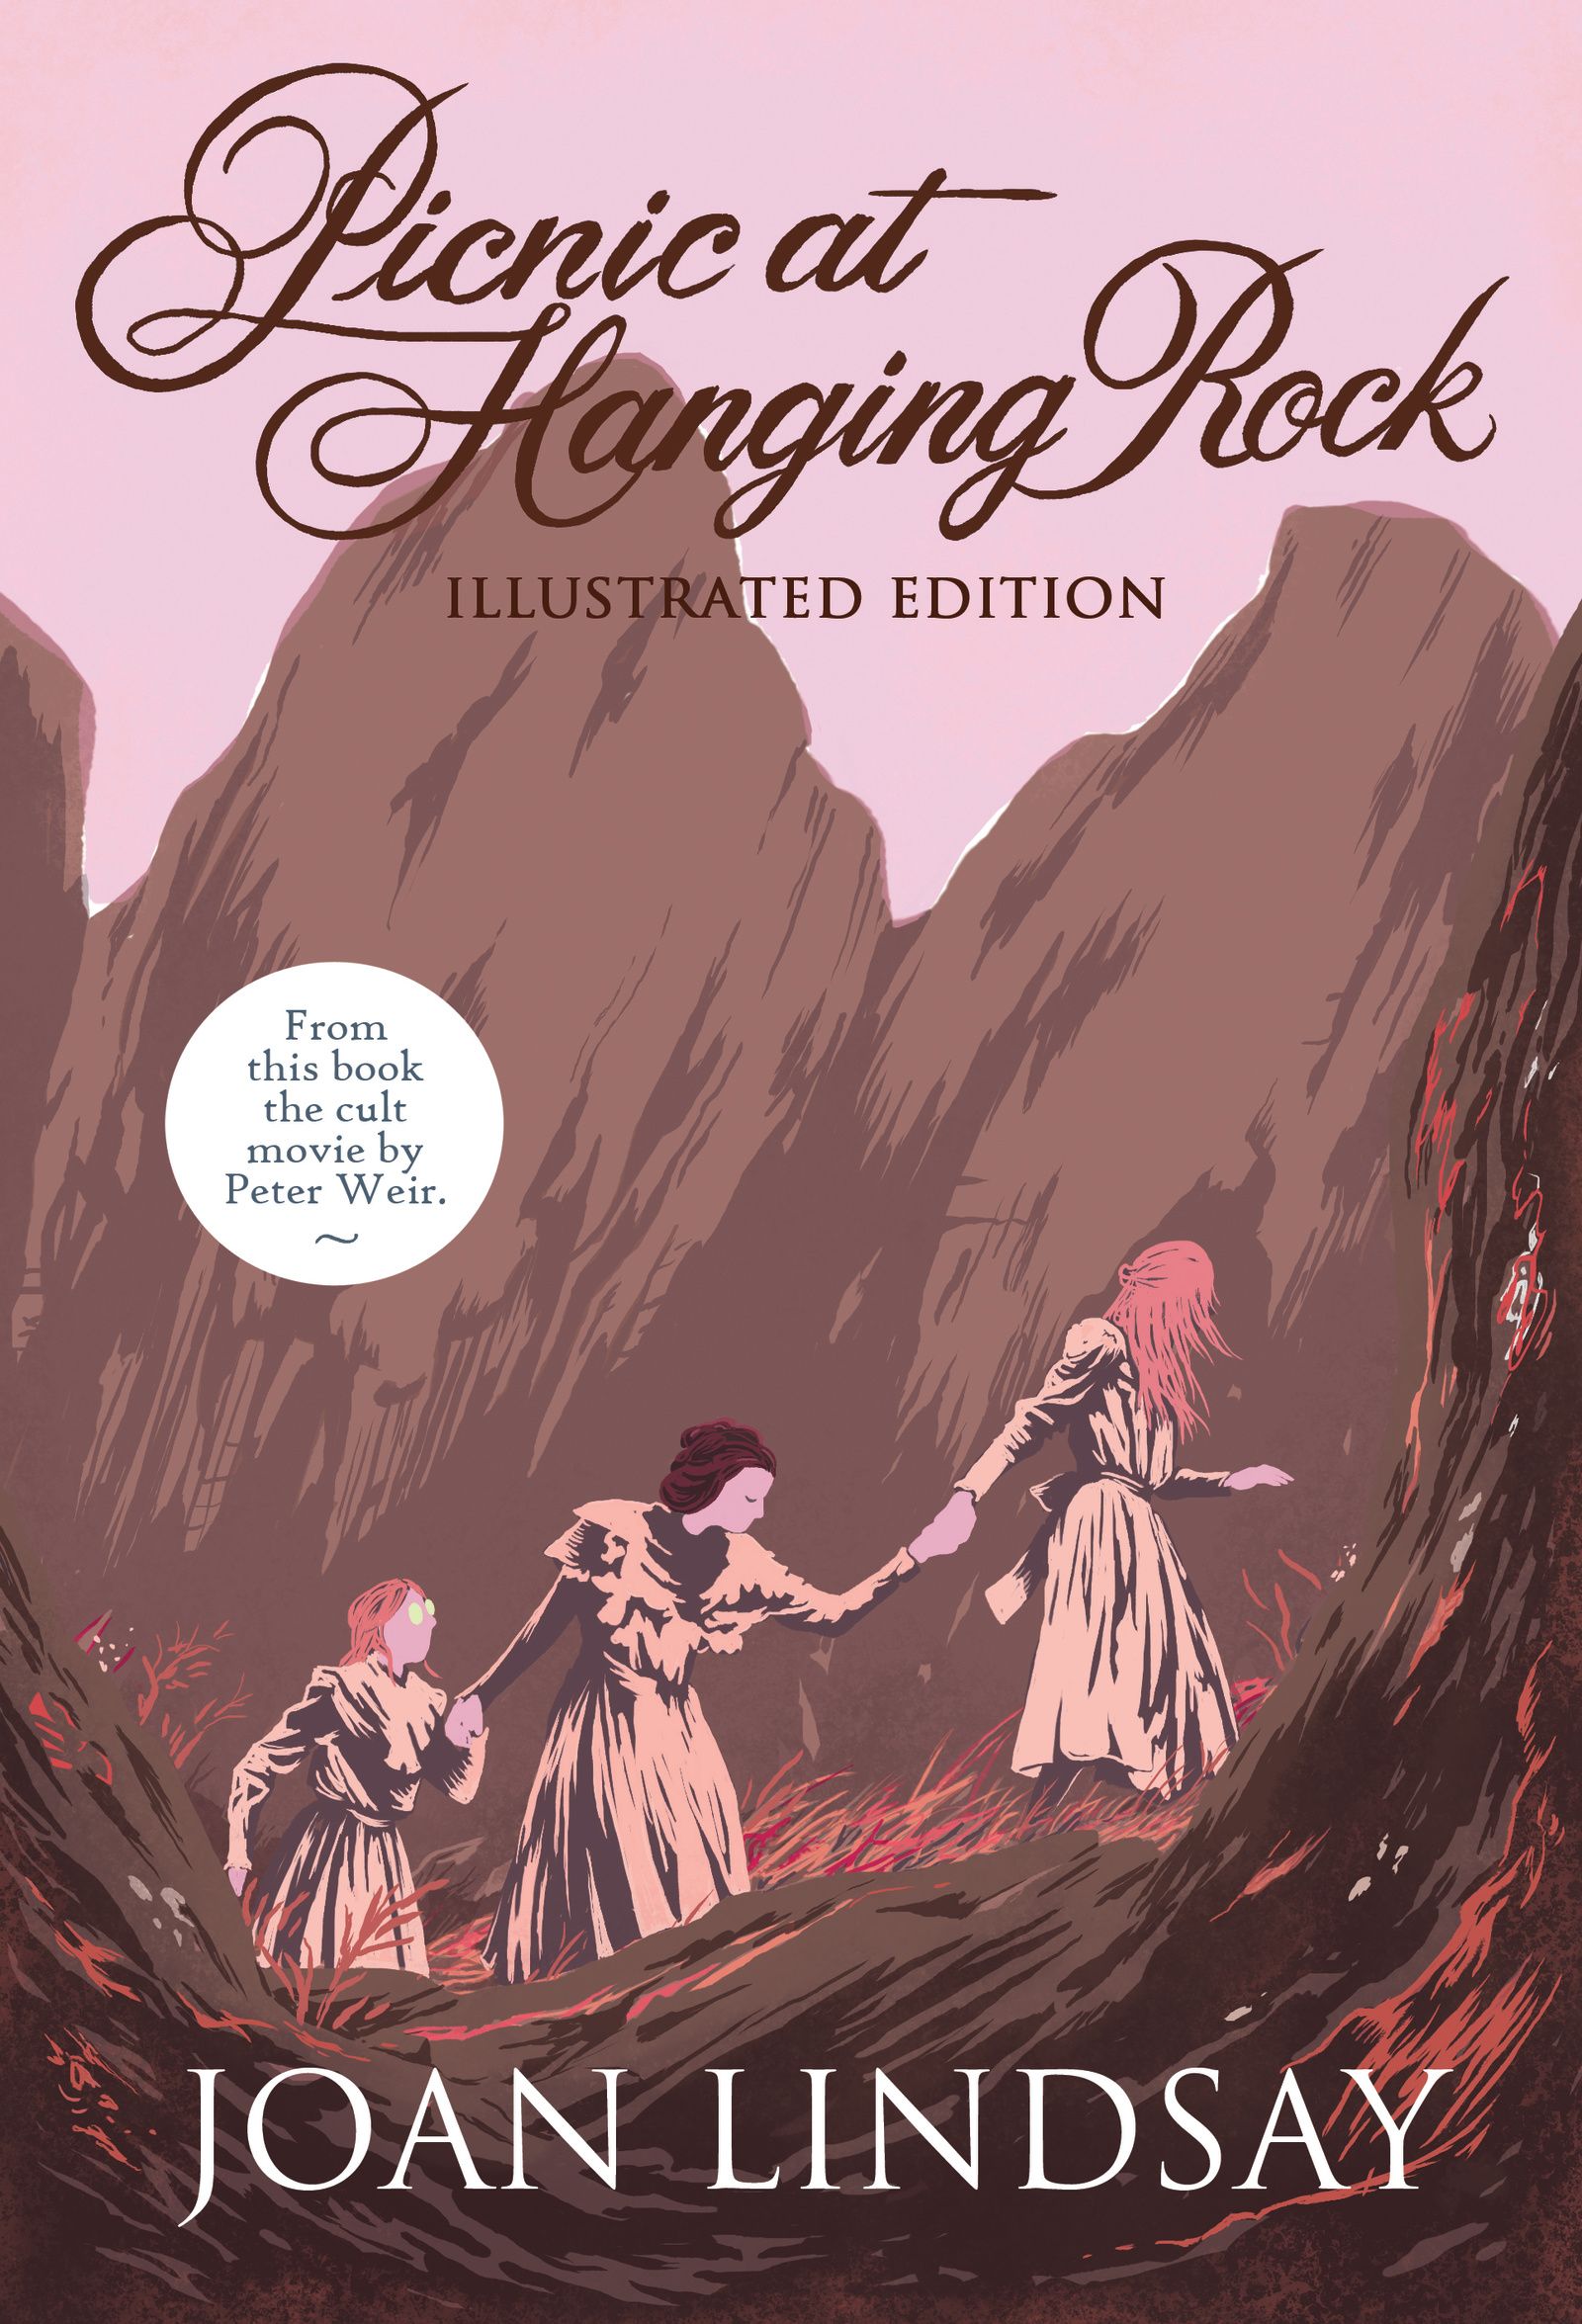 Picnic at
Hanging Rock
ILLUSTRATED EDITION
From
this book
the cult
movie by
Peter Weir.
~
JOAN LINDSAY